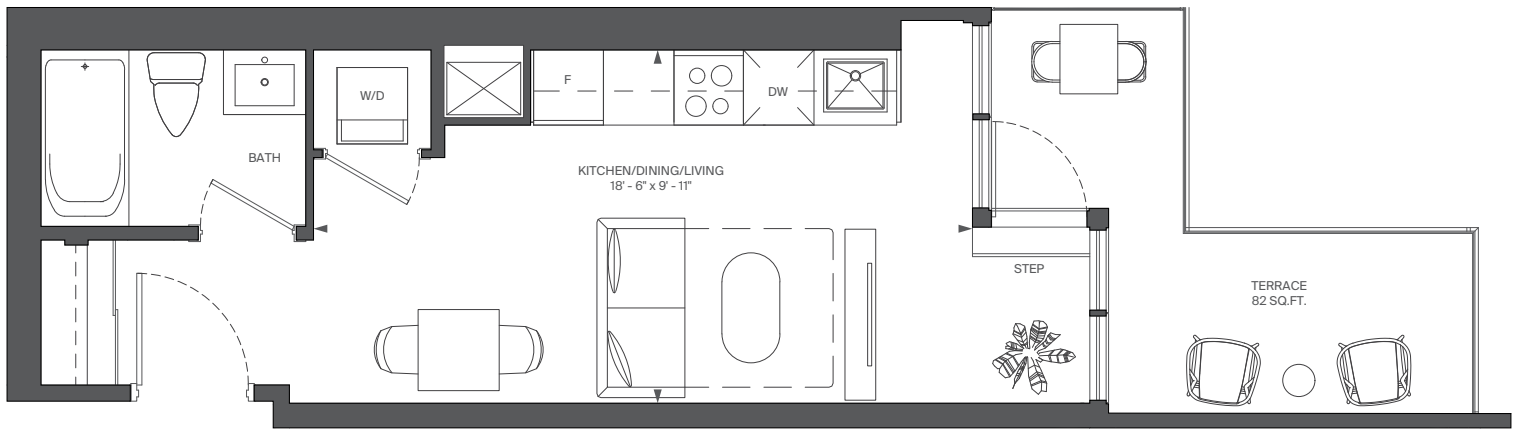 F
W/D
DW
BATH
KITCHEN/DINING/LIVING
18' - 6" x 9' - 11"
STEP
TERRACE
82 SQ.FT.